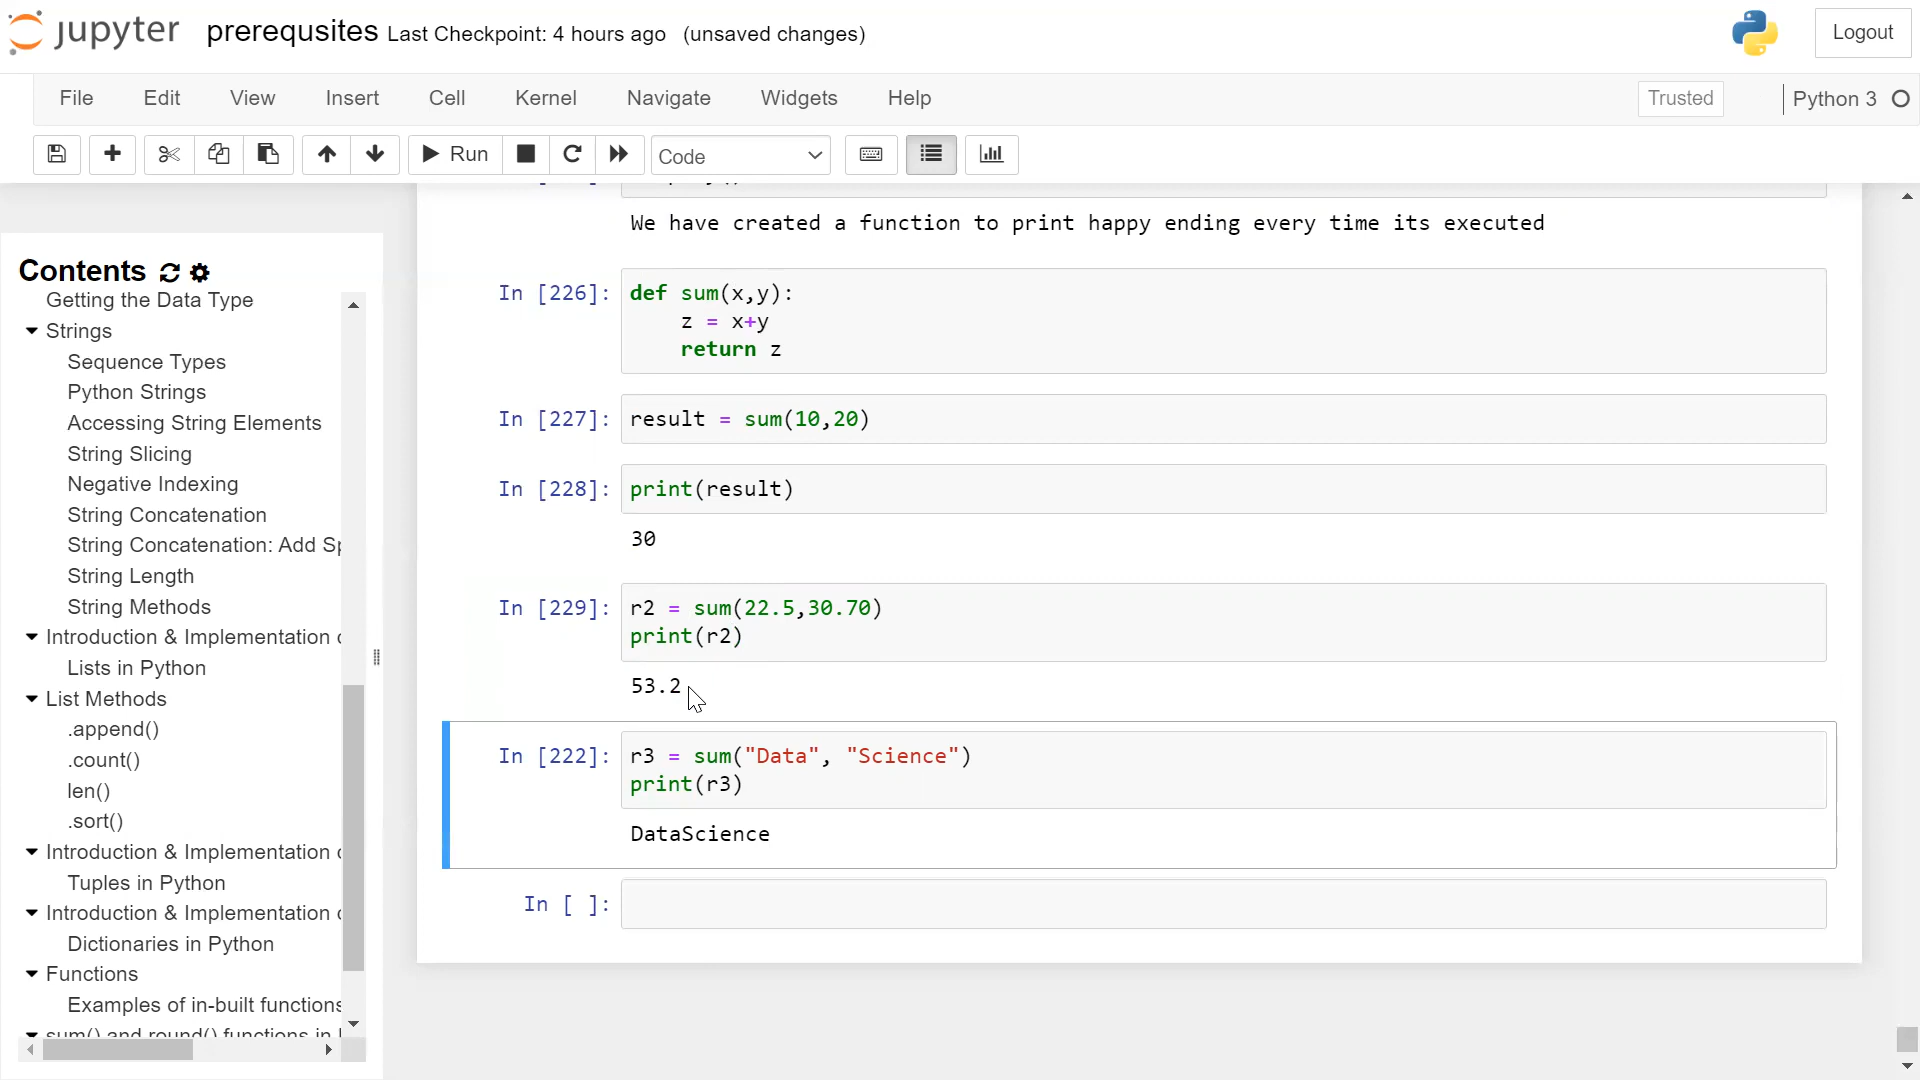 jupyter prerequsites Last Checkpoint: 4 hours ago (unsaved changes) Logout
File Edit View Insert Cell Kernel Navigate Widgets Help Trusted Python 3
Run Code
Contents
Getting the Data Type
Strings
Sequence Types
Python Strings
Accessing String Elements
String Slicing
Negative Indexing
String Concatenation
String Concatenation: Add Sp
String Length
String Methods
Introduction & Implementation
Lists in Python
List Methods
.append()
.count()
len()
.sort()
Introduction & Implementation
Tuples in Python
Introduction & Implementation
Dictionaries in Python
Functions
Examples of in-built functions
sum() and round() functions in
We have created a function to print happy ending every time its executed
In [226]: def sum(x,y):
z = x+y
return z
In [227]: result = sum(10,20)
In [228]: print(result)
30
In [229]: r2 = sum(22.5,30.70)
print(r2)
53.2
In [222]: r3 = sum("Data", "Science")
print(r3)
DataScience
In [ ]: